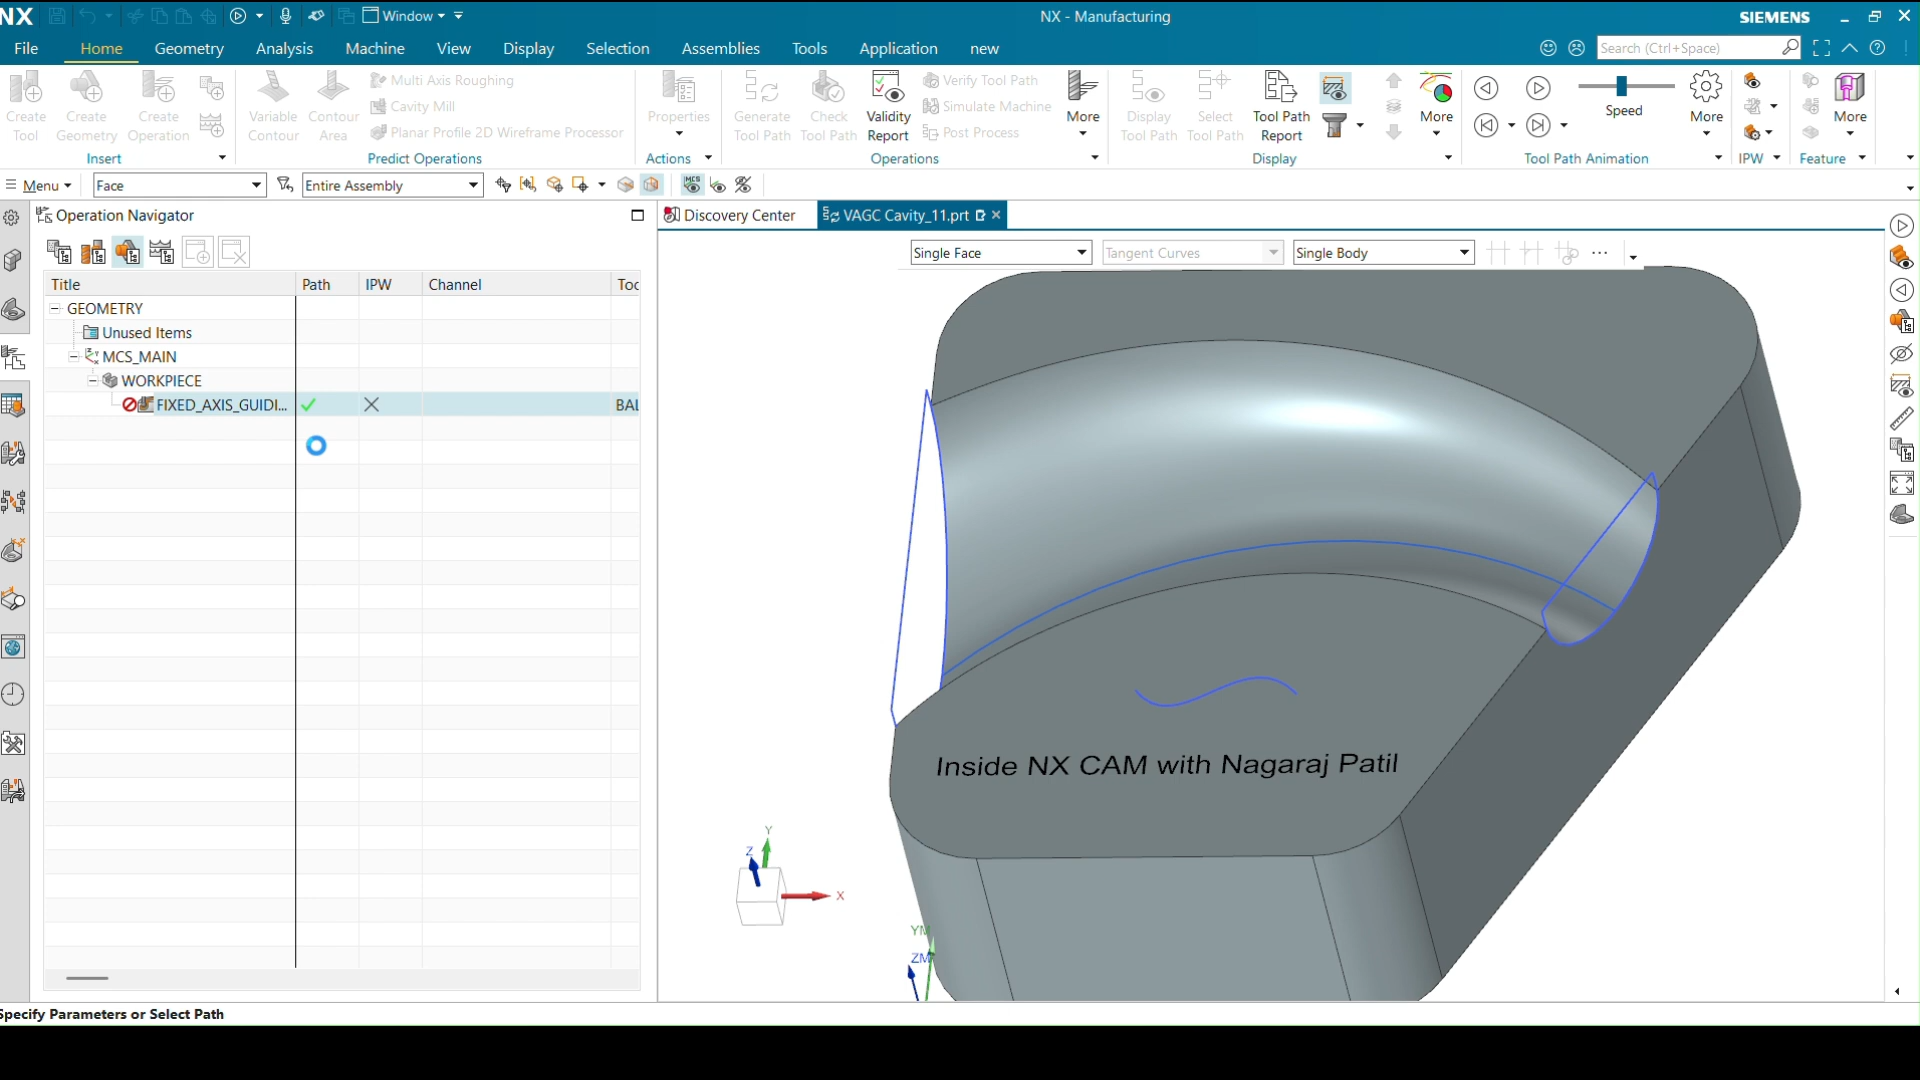 NX
Window
NX - Manufacturing
SIEMENS
File
Home
Geometry
Analysis
Machine
View
Display
Selection
Assemblies
Tools
Application
new
Search (Ctrl+Space)
Create Tool
Create Geometry
Create Operation
Insert
Variable Contour
Contour Area
Multi Axis Roughing
Cavity Mill
Planar Profile 2D Wireframe Processor
Predict Operations
Properties
Actions
Generate Tool Path
Check Tool Path
Validity Report
Verify Tool Path
Simulate Machine
Post Process
More
Operations
Display Tool Path
Select Tool Path
Tool Path Report
More
Display
Speed
More
Tool Path Animation
IPW
More
Feature
Menu
Face
Entire Assembly
MCS
Operation Navigator
Discovery Center
VAGC Cavity_11.prt
Single Face
Tangent Curves
Single Body
Title
Path
IPW
Channel
Toc
GEOMETRY
Unused Items
MCS_MAIN
WORKPIECE
FIXED_AXIS_GUIDI...
BAL
Inside NX CAM with Nagaraj Patil
Y
Z
X
YM
ZM
Specify Parameters or Select Path